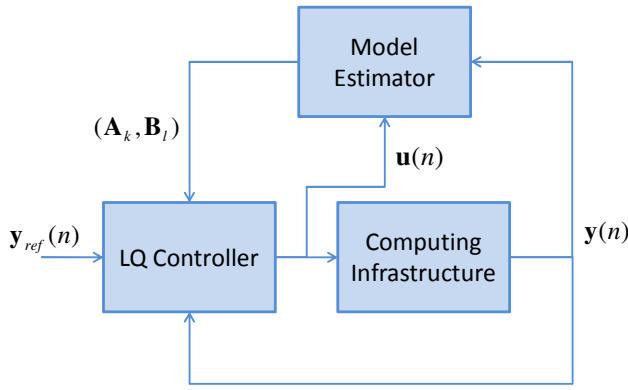 Model
Estimator
(A_k, B_l)
u(n)
y_ref(n)
LQ Controller
Computing
Infrastructure
y(n)